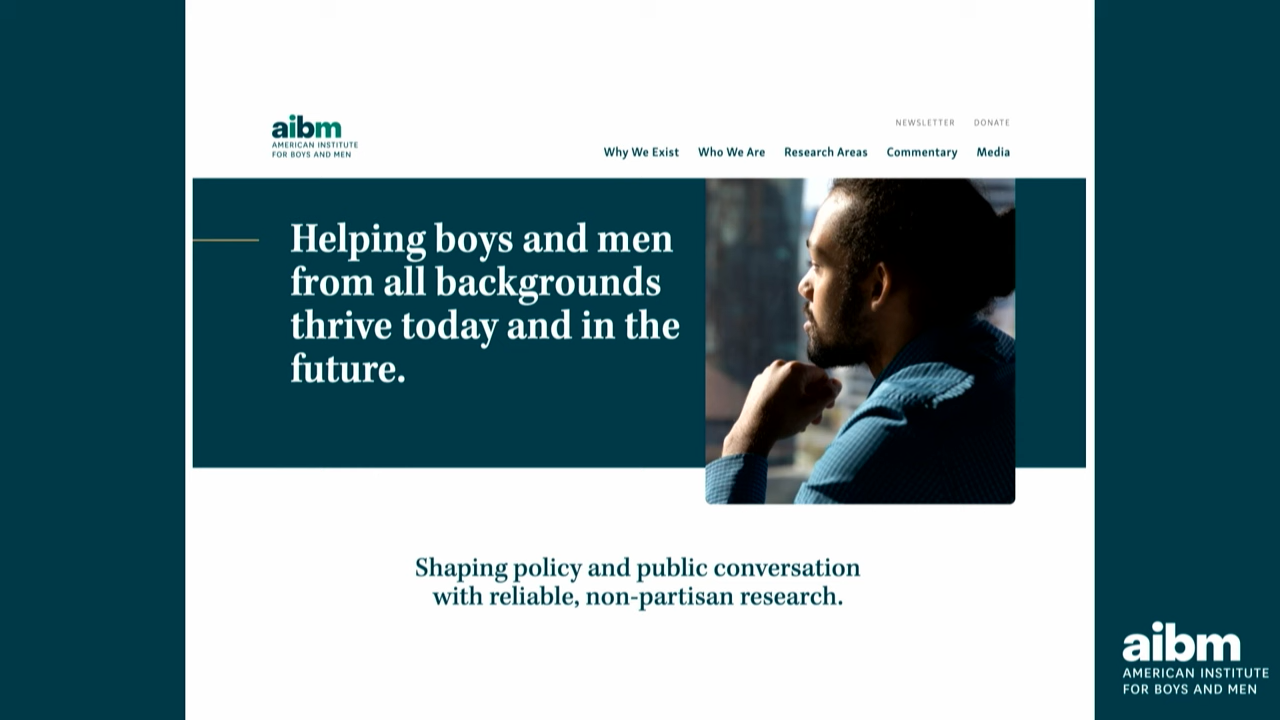 aibm
AMERICAN INSTITUTE
FOR BOYS AND MEN
NEWSLETTER DONATE
Why We Exist Who We Are Research Areas Commentary Media
Helping boys and men
from all backgrounds
thrive today and in the
future.
Shaping policy and public conversation
with reliable, non-partisan research.
aibm
AMERICAN INSTITUTE
FOR BOYS AND MEN